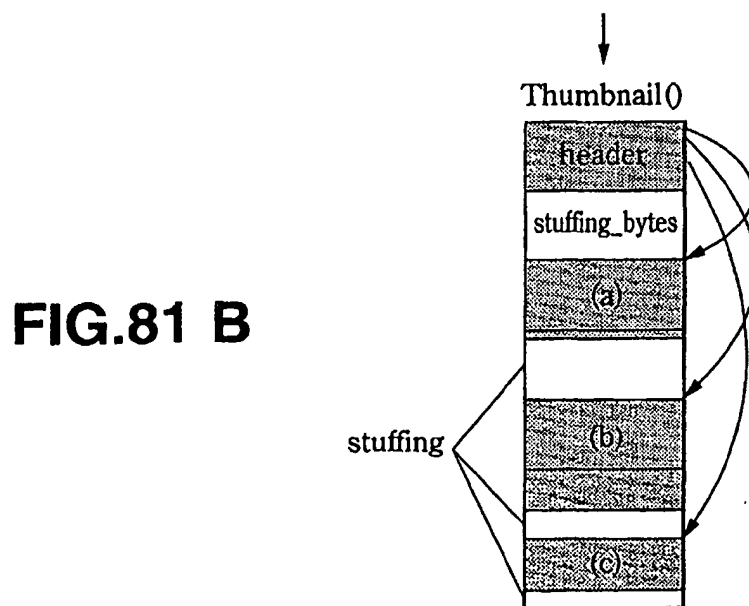 Thumbnail()
header
stuffing_bytes
(a)
FIG.81 B
(b)
stuffing
(c)